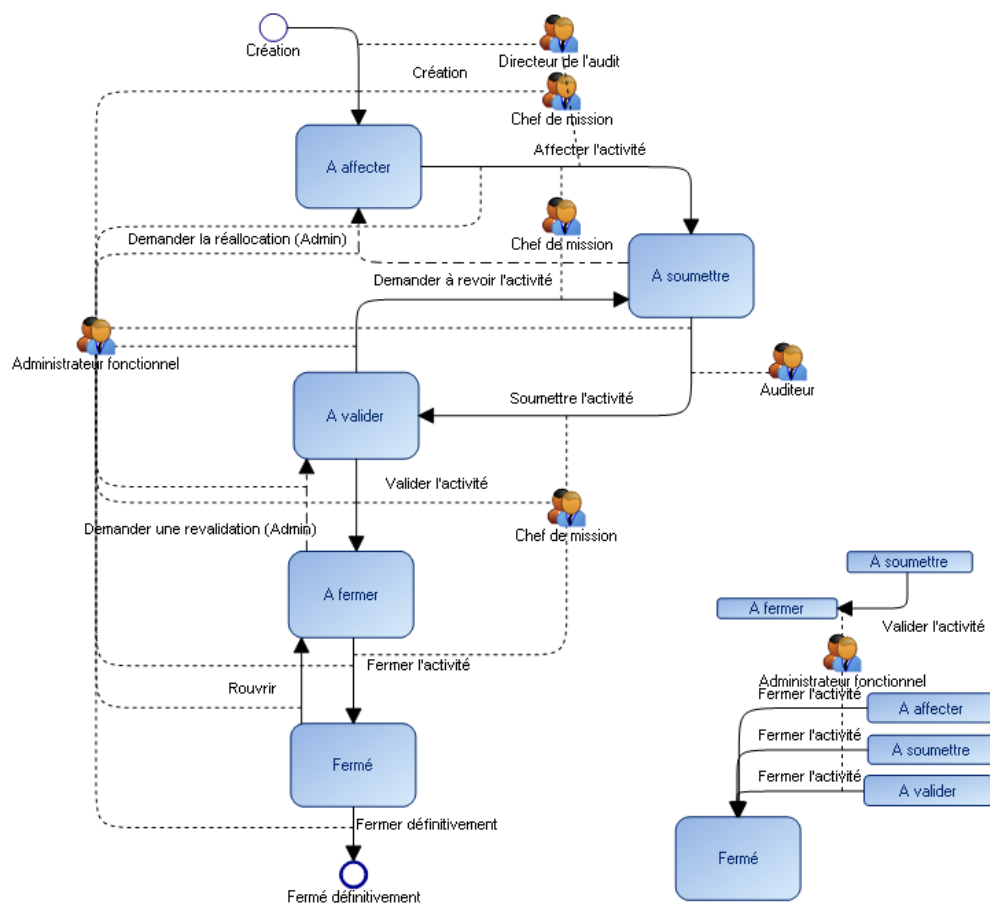 Création
Directeur de l'audit
Création
Chef de mission
Affecter l'activité
A affecter
Demander la réallocation (Admin)
Chef de mission
A soumettre
Demander à revoir l'activité
Administrateur fonctionnel
Auditeur
Soumettre l'activité
A valider
Valider l'activité
Demander une revalidation (Admin)
Chef de mission
A fermer
Fermer l'activité
Rouvrir
Fermé
Fermer définitivement
Fermé définitivement
A soumettre
A fermer
Valider l'activité
Administrateur fonctionnel
Fermer l'activité
A affecter
Fermer l'activité
A soumettre
Fermer l'activité
A valider
Fermé